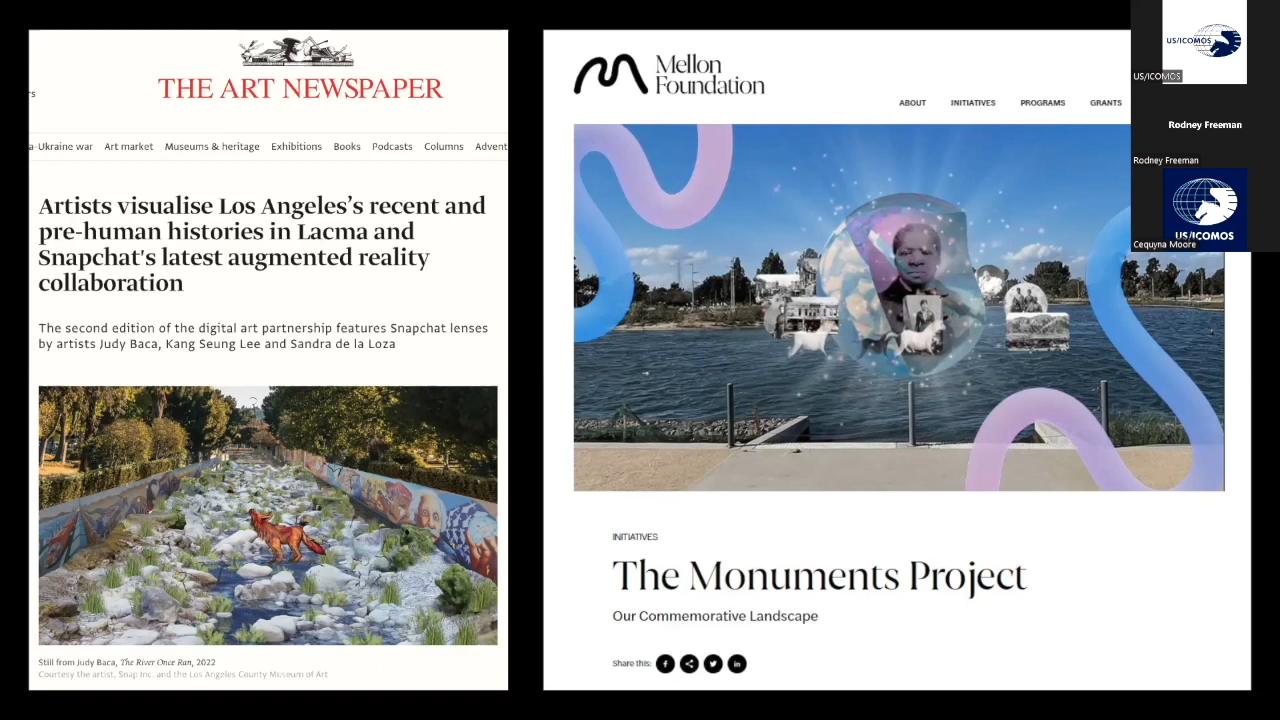 THE ART NEWSPAPER
a-Ukraine war Art market Museums & heritage Exhibitions Books Podcasts Columns Advent
Artists visualise Los Angeles’s recent and
pre-human histories in Lacma and
Snapchat's latest augmented reality
collaboration
The second edition of the digital art partnership features Snapchat lenses
by artists Judy Baca, Kang Seung Lee and Sandra de la Loza
Still from Judy Baca, The River Once Ran, 2022
Courtesy the artist, Snap Inc. and the Los Angeles County Museum of Art
Mellon
Foundation
ABOUT INITIATIVES PROGRAMS GRANTS
INITIATIVES
The Monuments Project
Our Commemorative Landscape
Share this:
US/ICOMOS
US/ICOMOS
Rodney Freeman
Rodney Freeman
US/ICOMOS
Cequyna Moore